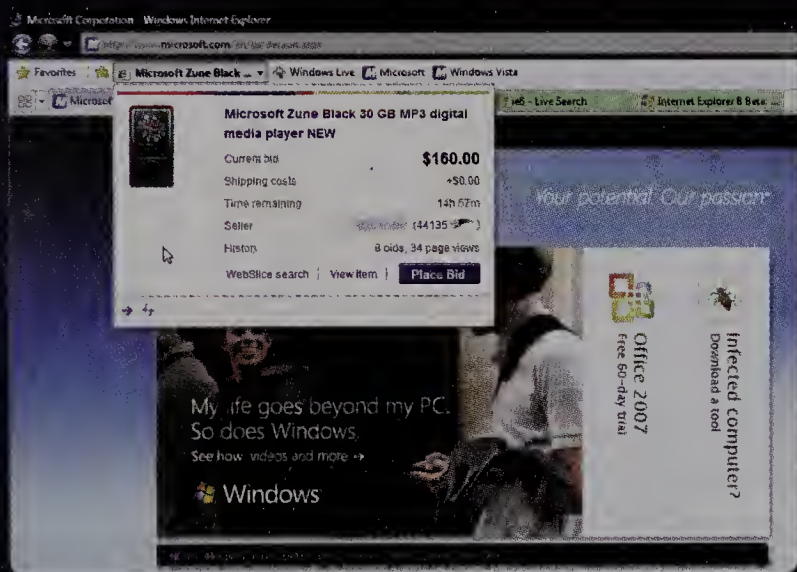 Microsoft Corporation - Windows Internet Explorer
microsoft.com
Favorites
Microsoft Zune Black ...
Windows Live
Microsoft
Windows Vista
Microsof
- Live Search
Internet Explorer 8 Beta:
Microsoft Zune Black 30 GB MP3 digital
media player NEW
Current bid $160.00
Shipping costs +$0.00
Time remaining 14h 57m
Seller (44135 )
History 8 bids, 34 page views
WebSlice search | View item | Place Bid
Your potential. Our passion.
My life goes beyond my PC.
So does Windows.
See how: videos and more →
Windows
Office 2007
Free 60-day trial
Infected computer?
Download a tool